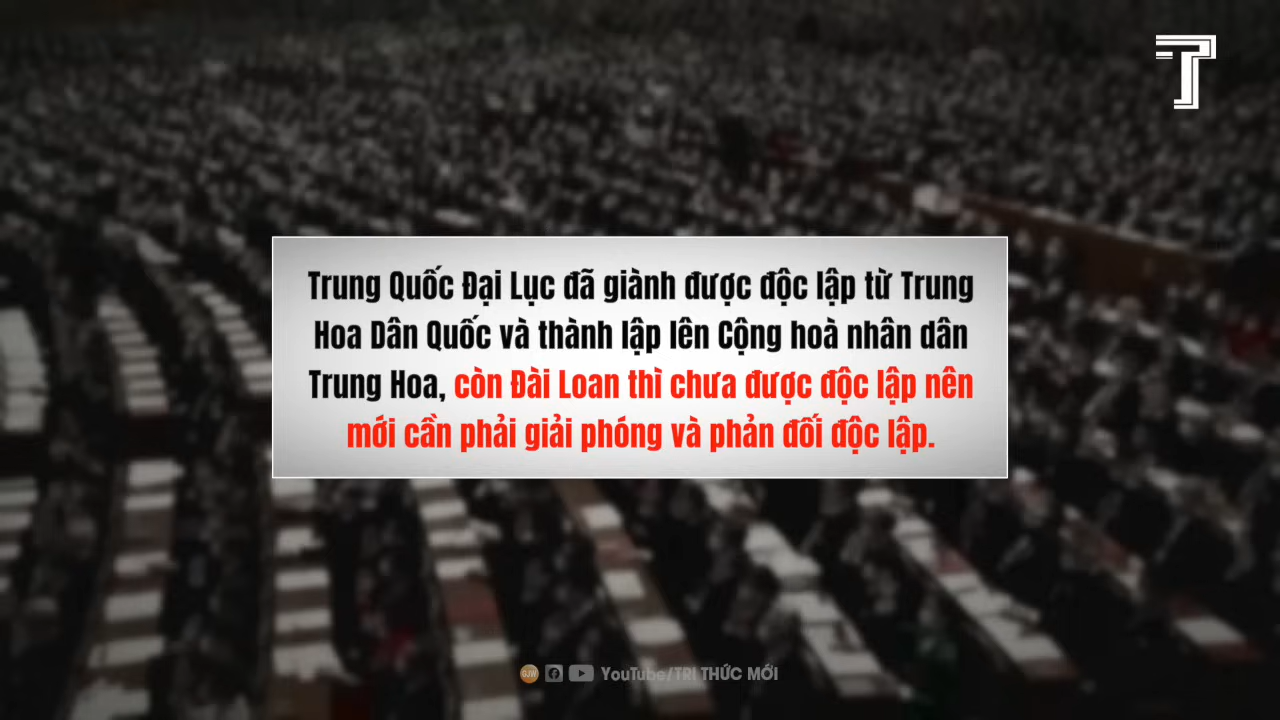 Trung Quốc Đại Lục đã giành được độc lập từ Trung
Hoa Dân Quốc và thành lập lên Cộng hoà nhân dân
Trung Hoa, còn Đài Loan thì chưa được độc lập nên
mới cần phải giải phóng và phản đối độc lập.
YouTube/TRI THỨC MỚI